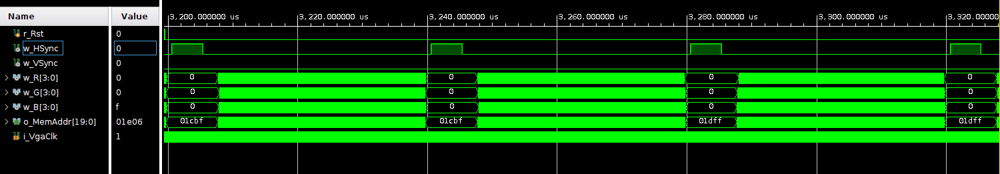 Name Value 3,200.000000 us 3,220.000000 us 3,240.000000 us 3,260.000000 us 3,280.000000 us 3,300.000000 us 3,320.00000
r_Rst 0
w_HSync 0
w_VSync 0
w_R[3:0] 0 0 0 0 0
w_G[3:0] 0 0 0 0 0
w_B[3:0] f 0 0 0 0
o_MemAddr[19:0] 01e06 01cbf 01cbf 01dff 01dff
i_VgaClk 1